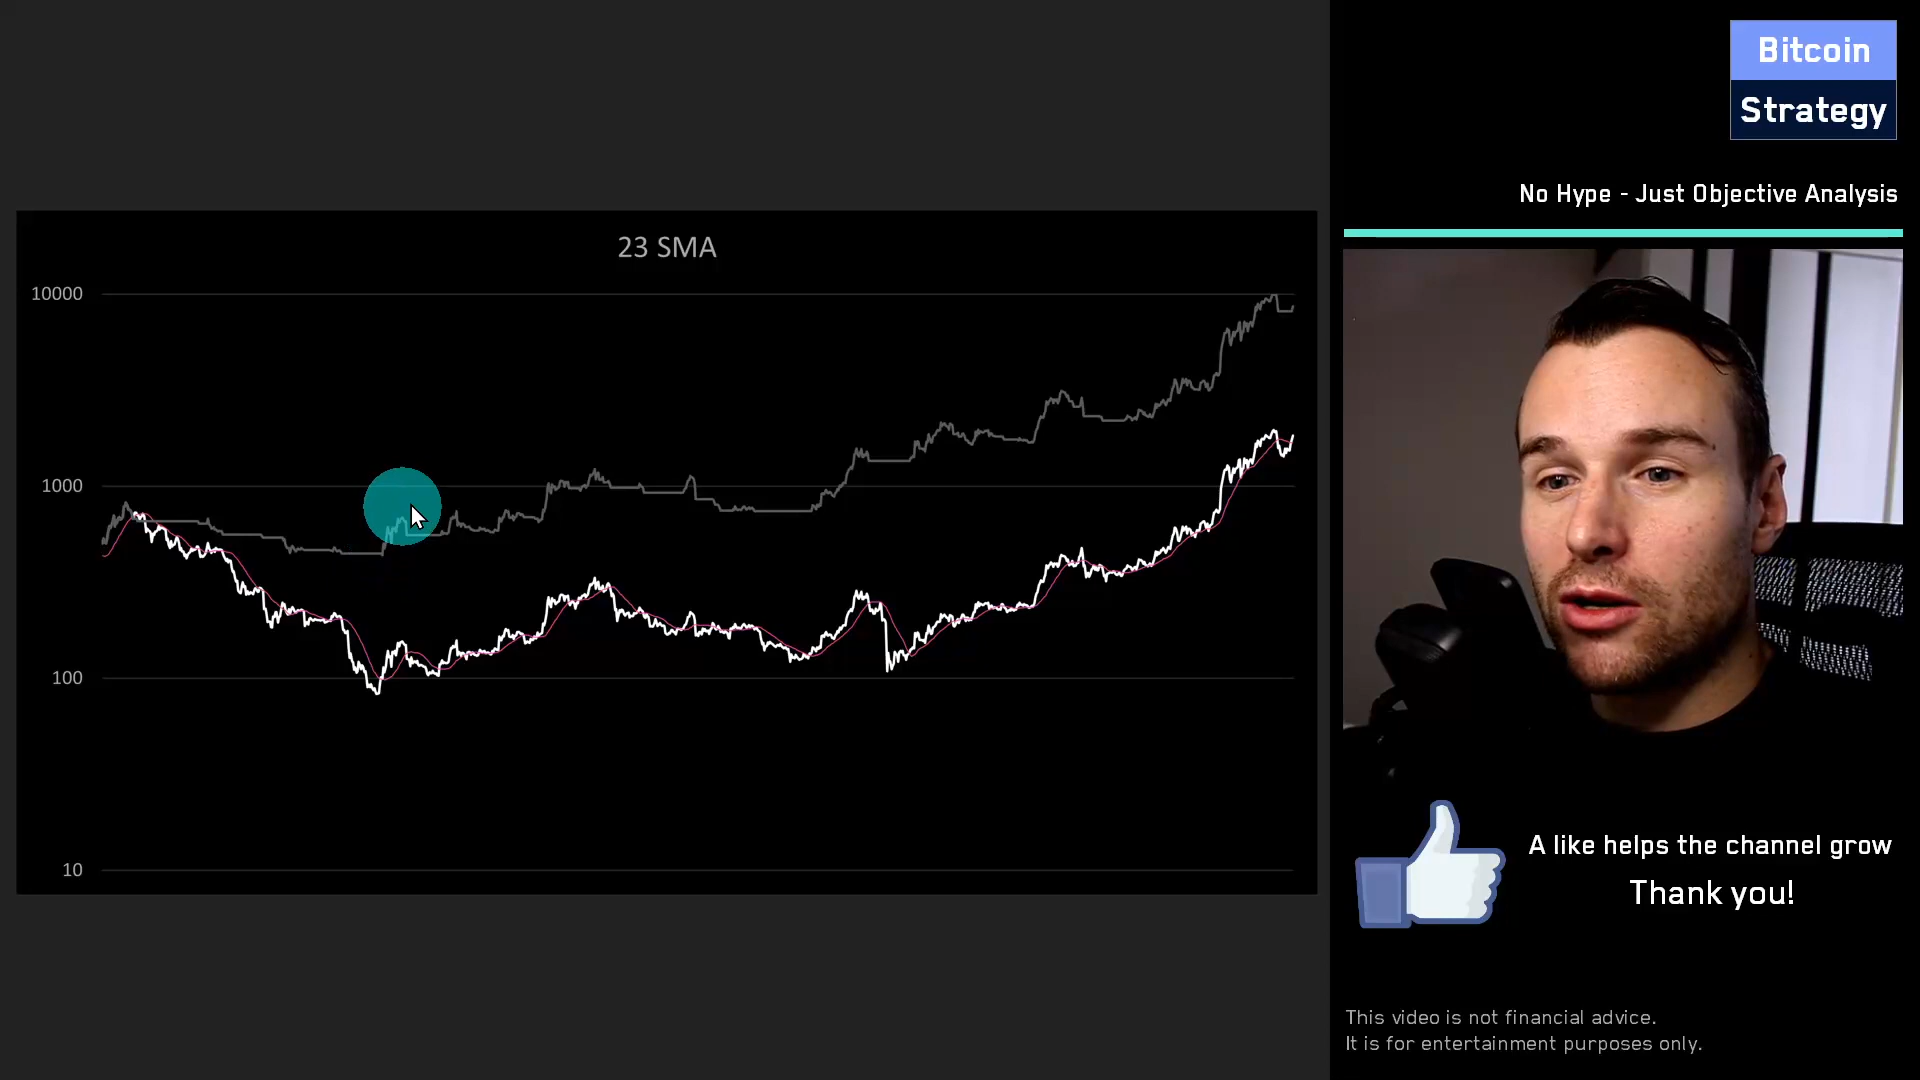 Bitcoin
Strategy
No Hype - Just Objective Analysis
23 SMA
10000
1000
100
10
A like helps the channel grow
Thank you!
This video is not financial advice.
It is for entertainment purposes only.